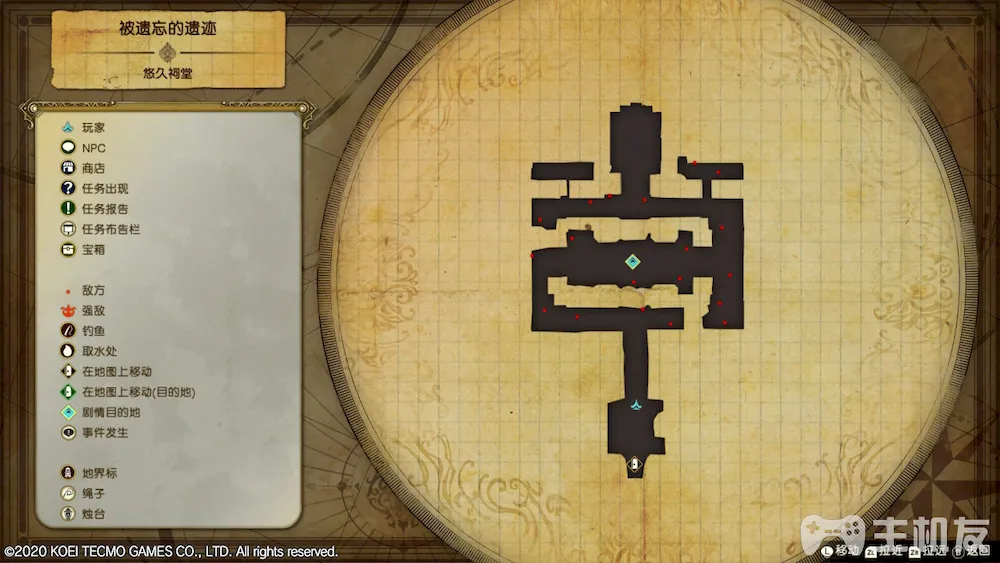 被遗忘的遗迹
悠久祠堂
玩家
NPC
商店
任务出现
任务报告
任务布告栏
宝箱
敌方
强敌
钓鱼
取水处
在地图上移动
在地图上移动(目的地)
剧情目的地
事件发生
地界标
绳子
烛台
主机友
L 移动 ZL 拉近 ZR 拉远 B 返回
©2020 KOEI TECMO GAMES CO., LTD. All rights reserved.